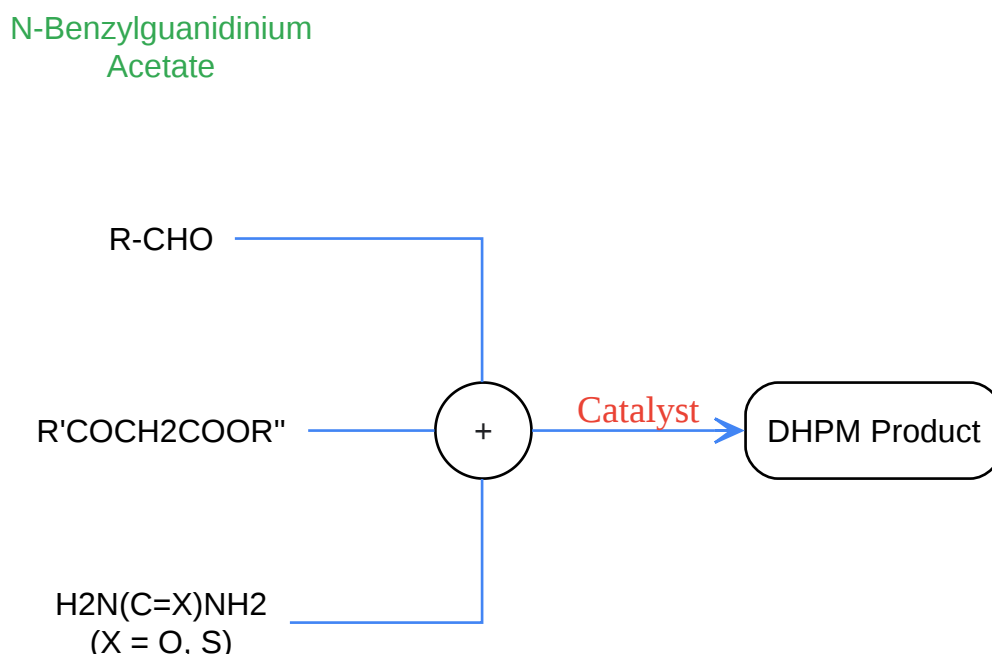 N-Benzylguanidinium
Acetate
R-CHO
R'COCH2COOR"
+
Catalyst
DHPM Product
H2N(C=X)NH2
(X = O, S)